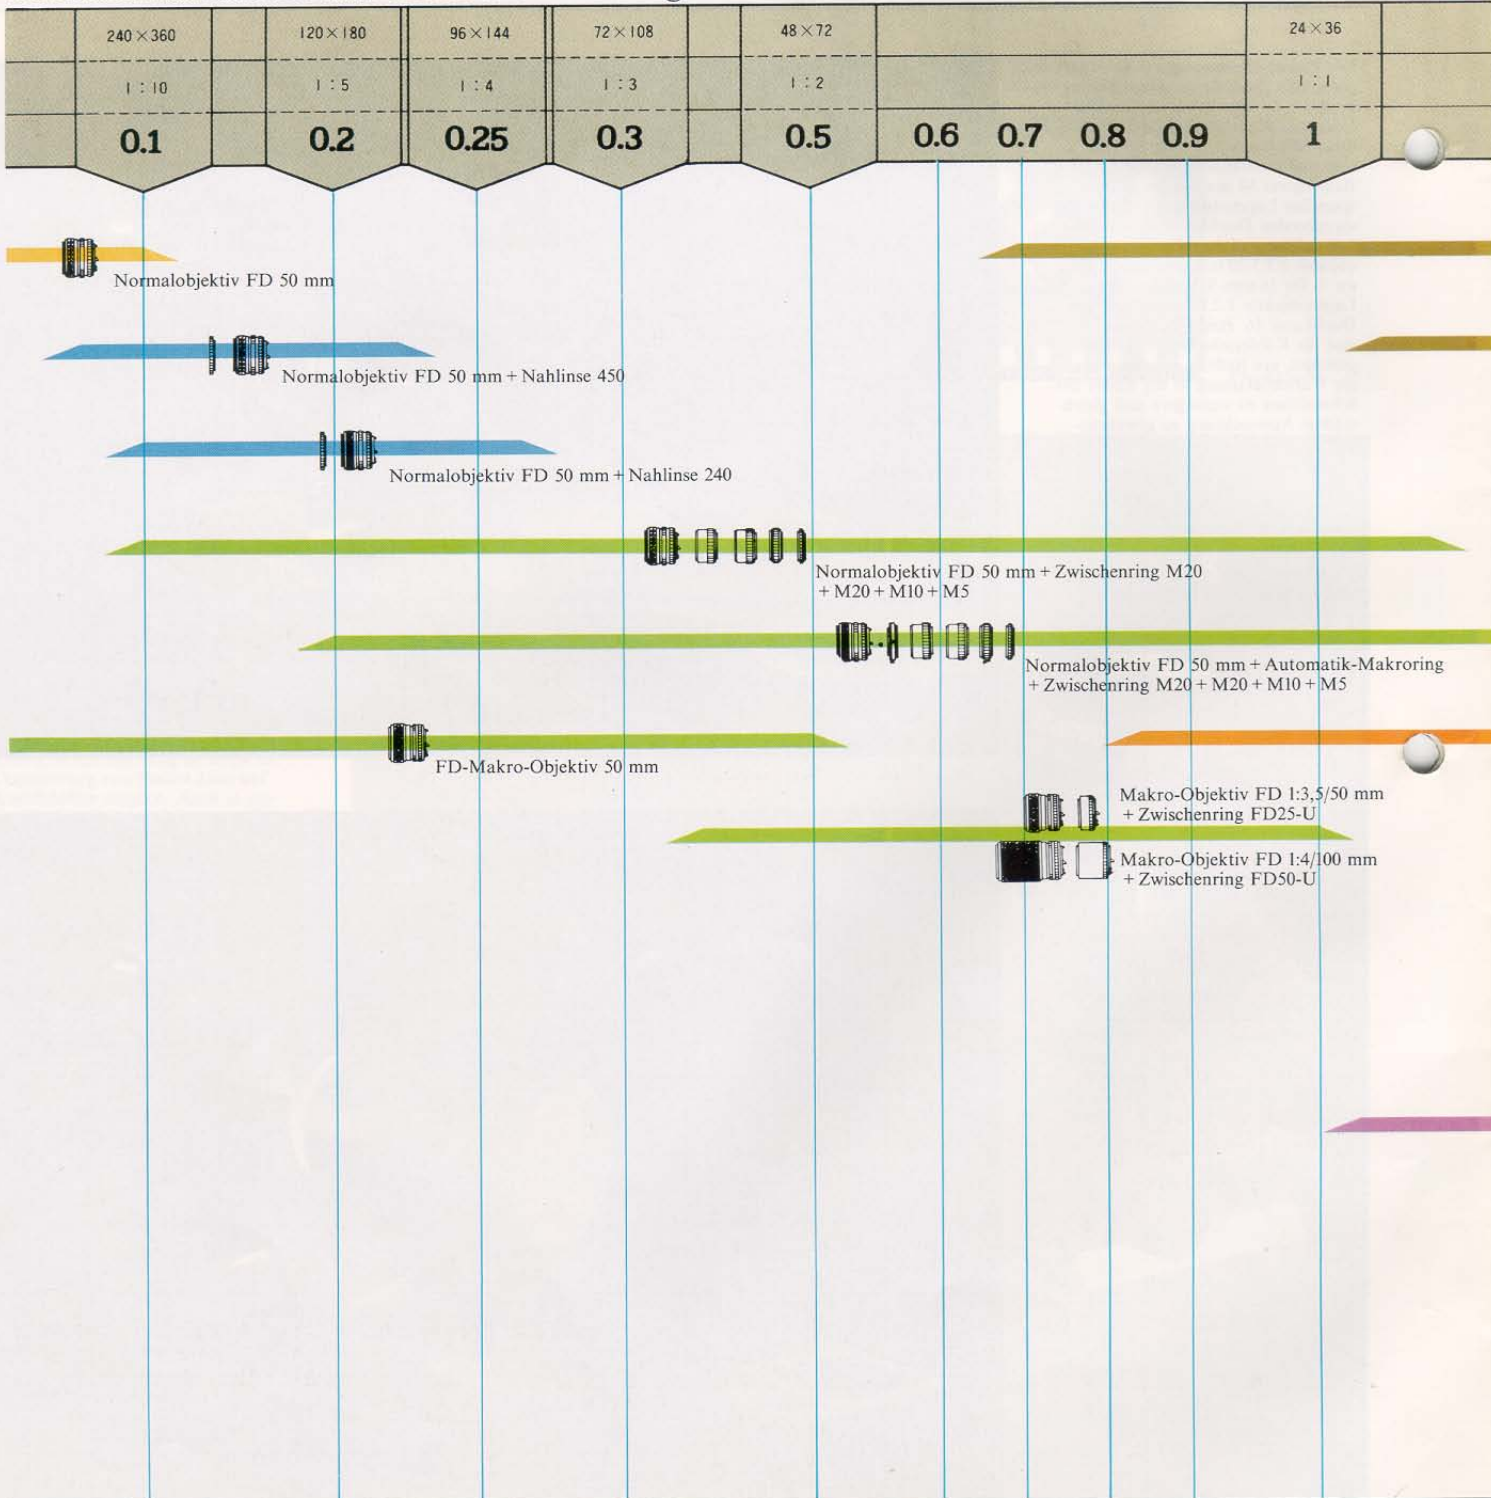 240×360 120×180 96×144 72×108 48×72 24×36
1:10 1:5 1:4 1:3 1:2 1:1
0.1 0.2 0.25 0.3 0.5 0.6 0.7 0.8 0.9 1
Normalobjektiv FD 50 mm
Normalobjektiv FD 50 mm + Nahlinse 450
Normalobjektiv FD 50 mm + Nahlinse 240
Normalobjektiv FD 50 mm + Zwischenring M20
+ M20 + M10 + M5
Normalobjektiv FD 50 mm + Automatik-Makroring
+ Zwischenring M20 + M20 + M10 + M5
FD-Makro-Objektiv 50 mm
Makro-Objektiv FD 1:3,5/50 mm
+ Zwischenring FD25-U
Makro-Objektiv FD 1:4/100 mm
+ Zwischenring FD50-U